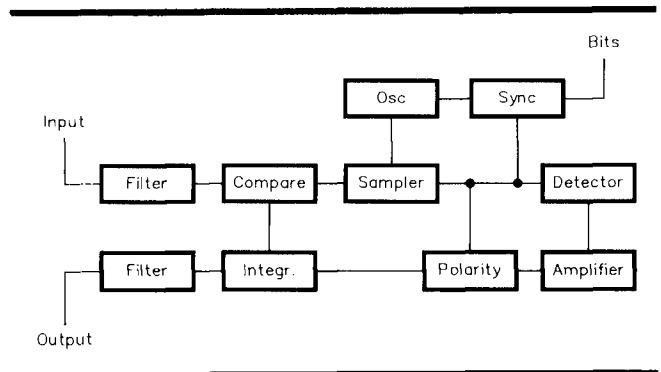 Bits
Osc
Sync
Input
Filter
Compare
Sampler
Detector
Filter
Integr.
Polarity
Amplifier
Output